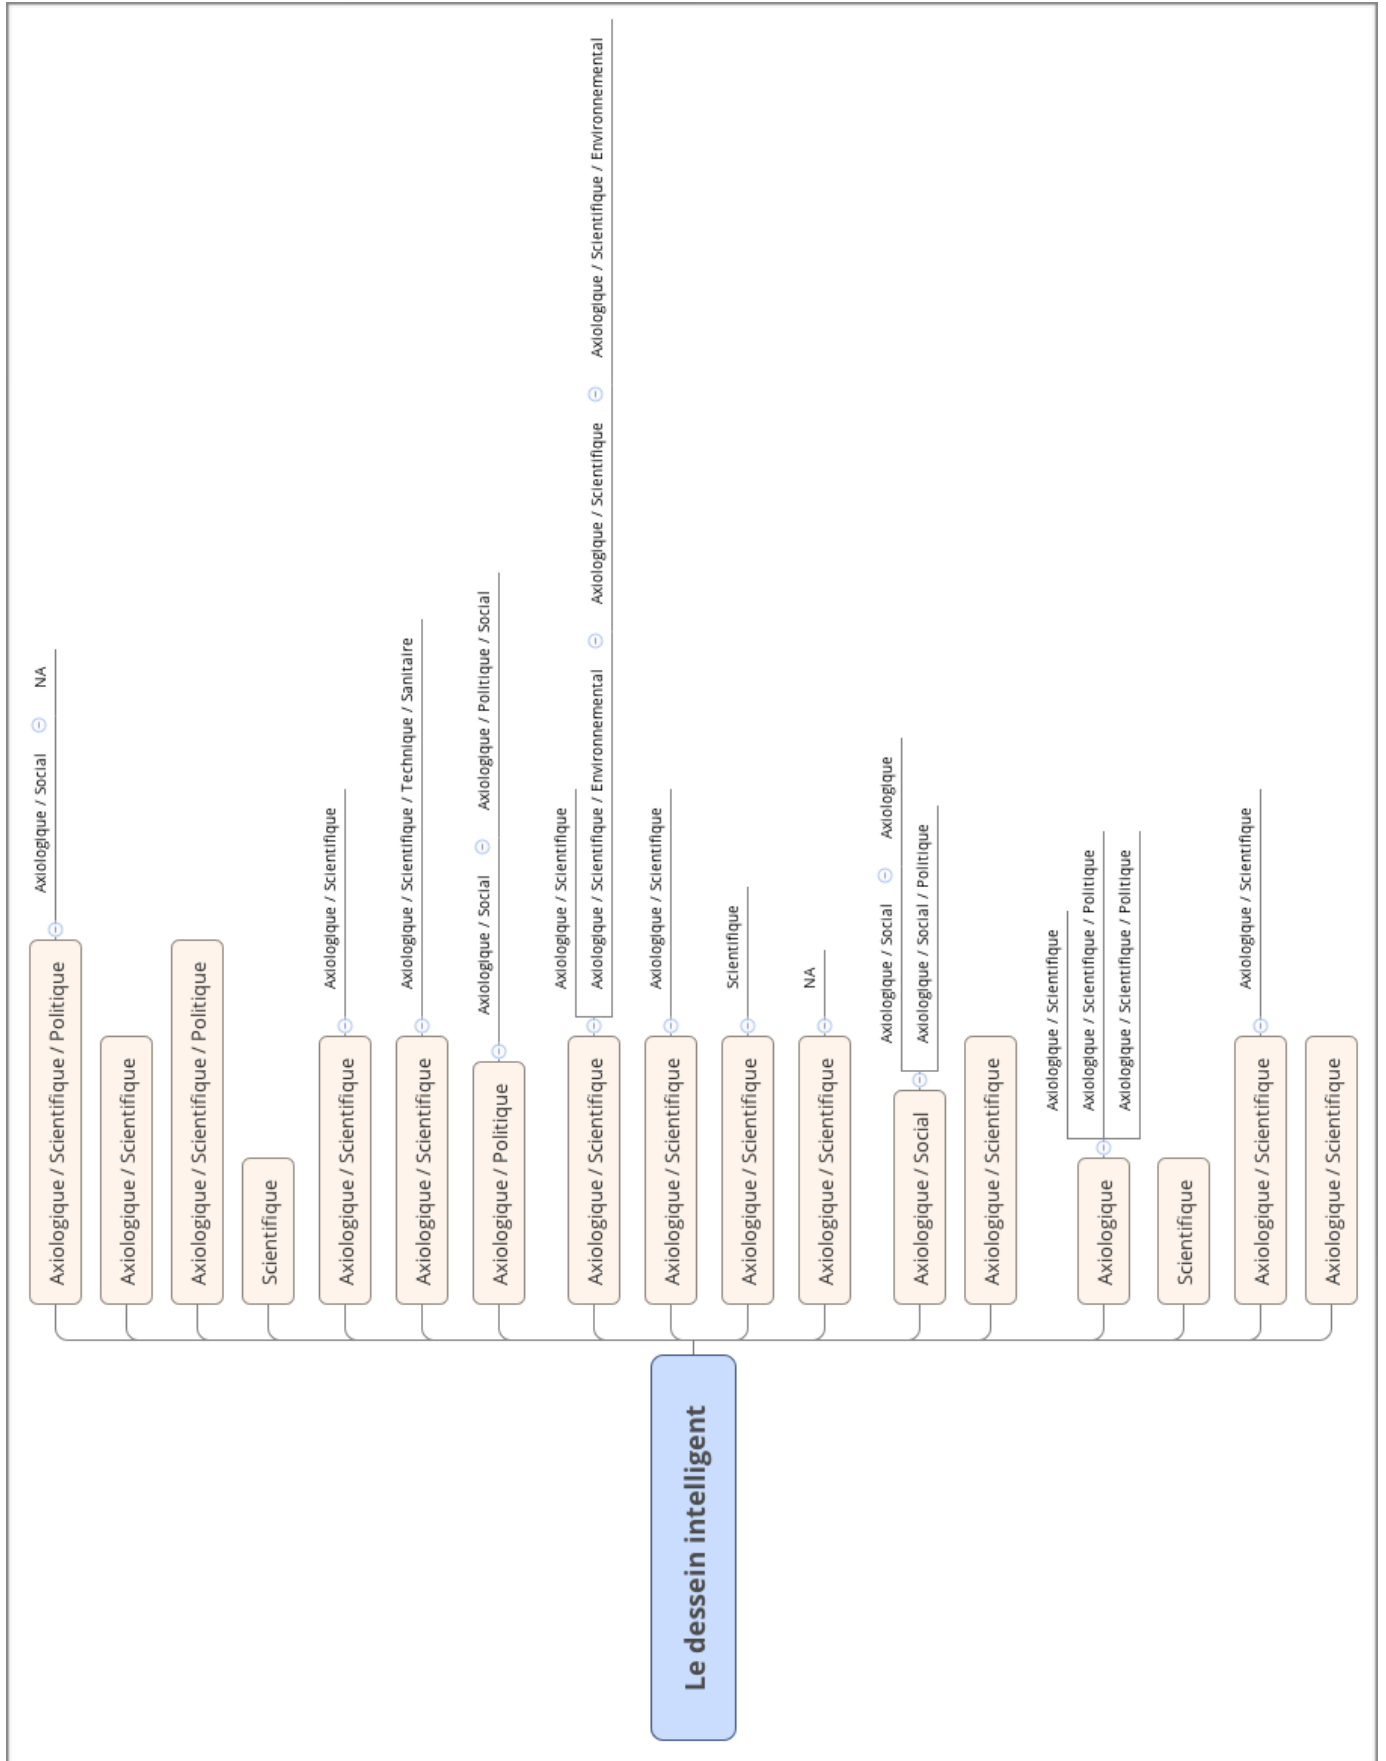 Le dessein intelligent
Axiologique / Scientifique / Politique
Axiologique / Social
NA
Axiologique / Scientifique
Axiologique / Scientifique / Politique
Scientifique
Axiologique / Scientifique
Axiologique / Scientifique
Axiologique / Scientifique
Axiologique / Scientifique / Technique / Sanitaire
Axiologique / Politique
Axiologique / Social
Axiologique / Politique / Social
Axiologique / Scientifique
Axiologique / Scientifique
Axiologique / Scientifique / Environnemental
Axiologique / Scientifique
Axiologique / Scientifique / Environnemental
Axiologique / Scientifique
Axiologique / Scientifique
Axiologique / Scientifique
Scientifique
Axiologique / Scientifique
NA
Axiologique / Social
Axiologique / Social
Axiologique
Axiologique / Social / Politique
Axiologique / Scientifique
Axiologique
Axiologique / Scientifique
Axiologique / Scientifique / Politique
Axiologique / Scientifique / Politique
Scientifique
Axiologique / Scientifique
Axiologique / Scientifique
Axiologique / Scientifique